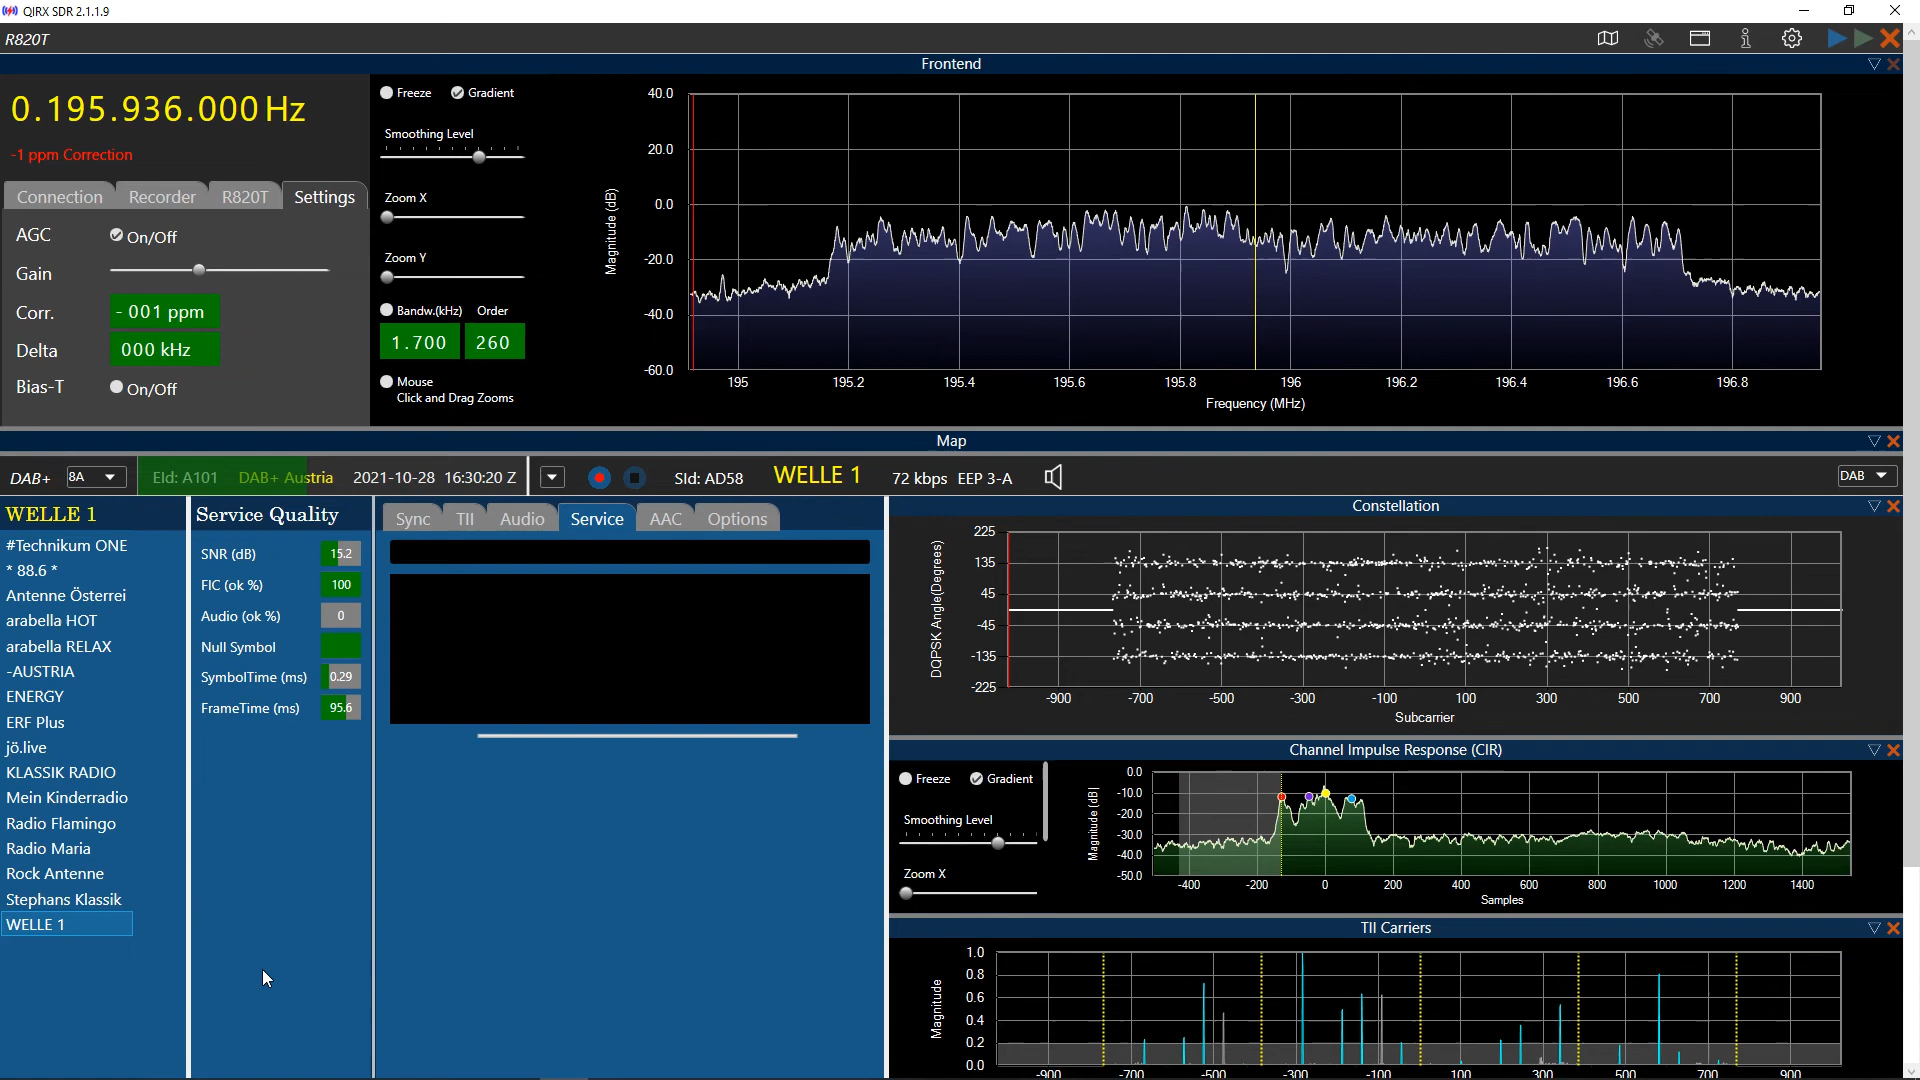 QIRX SDR 2.1.1.9
R820T
Frontend
0.195.936.000 Hz
-1 ppm Correction
Connection Recorder R820T Settings
AGC On/Off
Gain
Corr. - 001 ppm
Delta 000 kHz
Bias-T On/Off
Freeze Gradient
Smoothing Level
Zoom X
Zoom Y
Bandw.(kHz) Order
1.700 260
Mouse
Click and Drag Zooms
Magnitude (dB)
40.0
20.0
0.0
-20.0
-40.0
-60.0
195 195.2 195.4 195.6 195.8 196 196.2 196.4 196.6 196.8
Frequency (MHz)
Map
DAB+ 8A EId: A101 DAB+ Austria 2021-10-28 16:30:20 Z SId: AD58 WELLE 1 72 kbps EEP 3-A DAB
WELLE 1
#Technikum ONE
* 88.6 *
Antenne Österrei
arabella HOT
arabella RELAX
-AUSTRIA
ENERGY
ERF Plus
jö.live
KLASSIK RADIO
Mein Kinderradio
Radio Flamingo
Radio Maria
Rock Antenne
Stephans Klassik
WELLE 1
Service Quality
SNR (dB) 15.2
FIC (ok %) 100
Audio (ok %) 0
Null Symbol
SymbolTime (ms) 0.29
FrameTime (ms) 95.6
Sync TII Audio Service AAC Options
Constellation
DQPSK Angle(Degrees)
225
135
45
-45
-135
-225
-900 -700 -500 -300 -100 100 300 500 700 900
Subcarrier
Channel Impulse Response (CIR)
Freeze Gradient
Smoothing Level
Zoom X
Magnitude (dB)
0.0
-10.0
-20.0
-30.0
-40.0
-50.0
-400 -200 0 200 400 600 800 1000 1200 1400
Samples
TII Carriers
Magnitude
1.0
0.8
0.6
0.4
0.2
0.0
-900 -700 -500 -300 -100 100 300 500 700 900